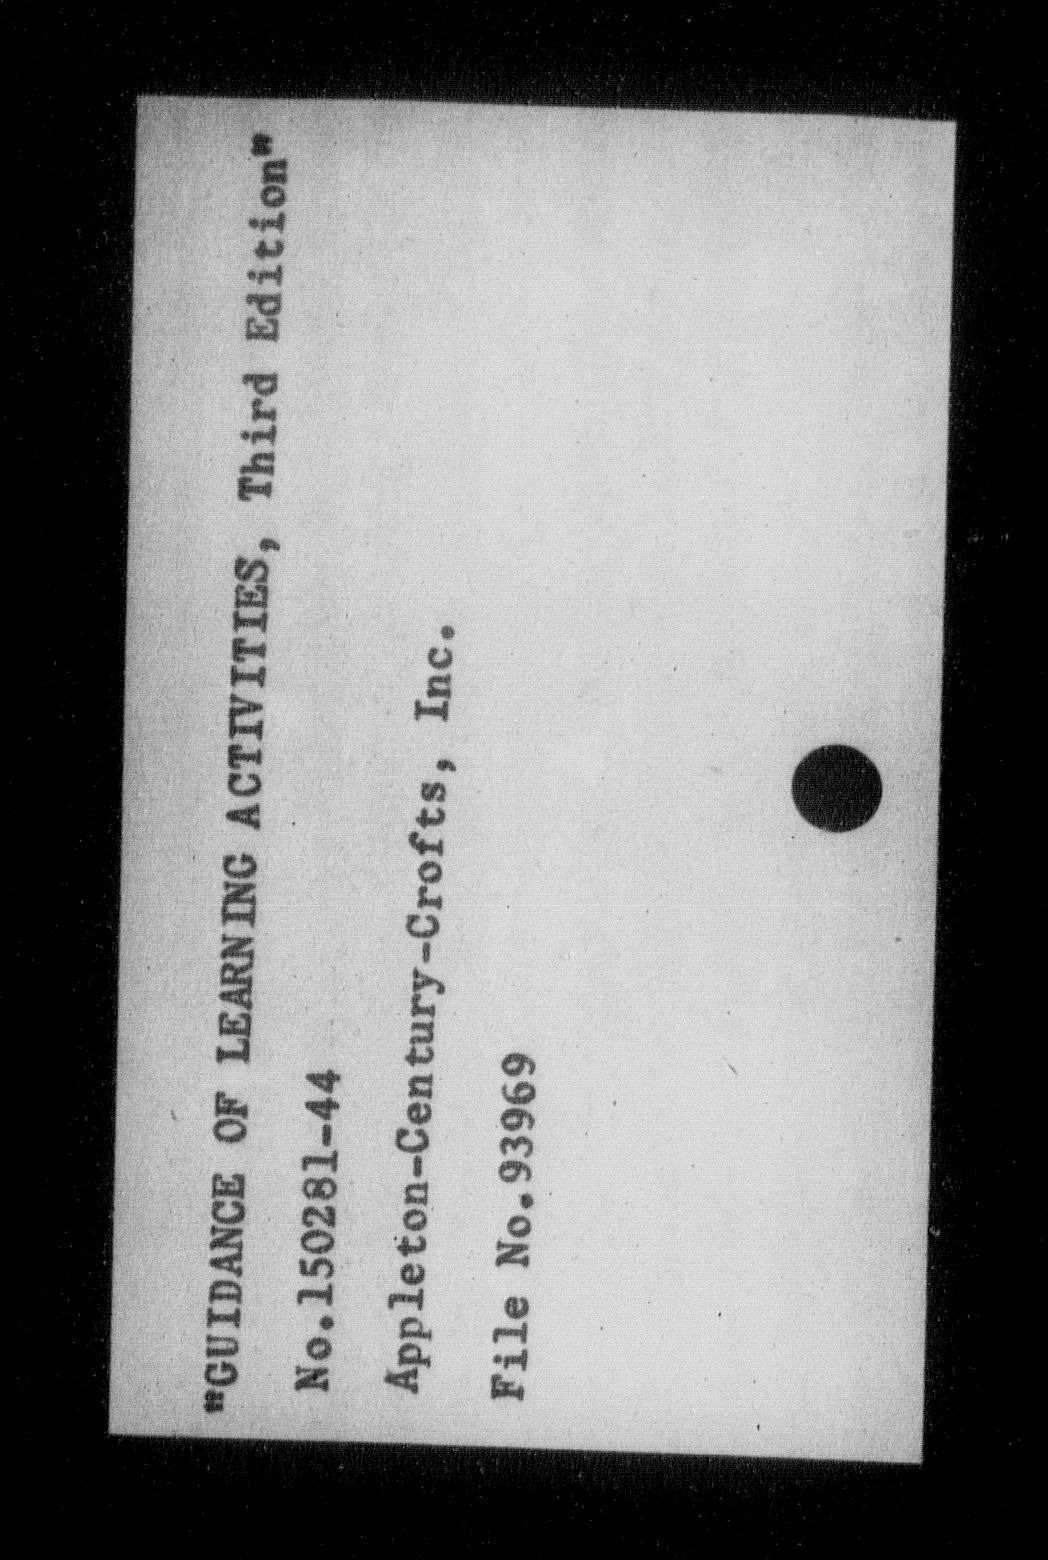 "GUIDANCE OF LEARNING ACTIVITIES, Third Edition"
No.150281-44
Appleton-Century-Crofts, Inc.
File No.93969